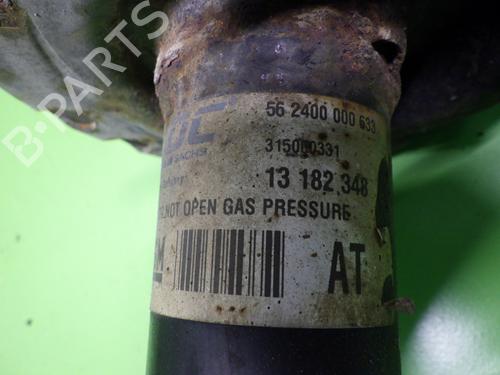 B-PARTS
56 2400 000 633
315000331
13 182 348
NOT OPEN GAS PRESSURE
AT